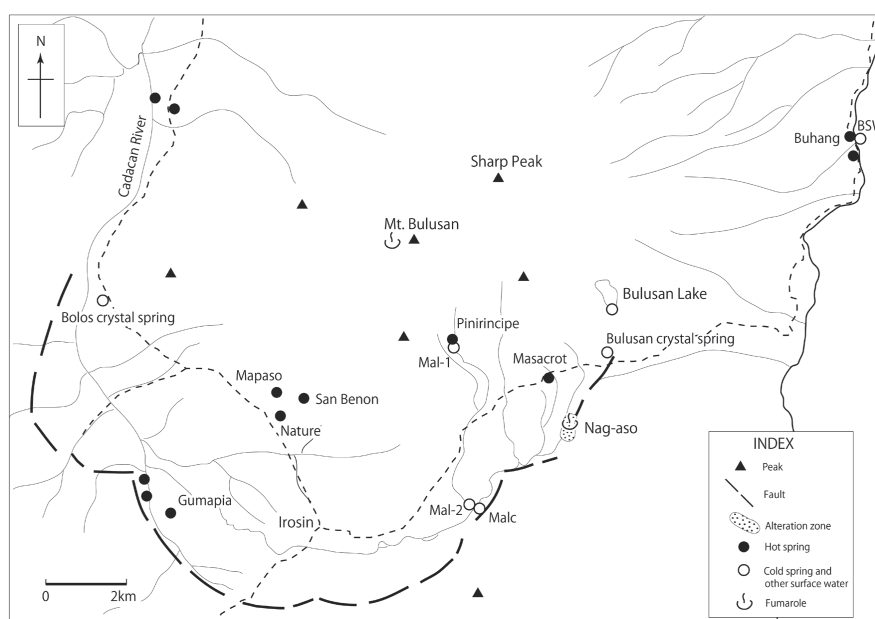 N
Cadacan River
Sharp Peak
Buhang
Mt. Bulusan
Bulusan Lake
Bolos crystal spring
Pinirincipe
Bulusan crystal spring
Mal-1
Masacrot
Mapaso
San Benon
Nature
Nag-aso
Gumapia
Mal-2
Malc
Irosin
0
2km
INDEX
Peak
Fault
Alteration zone
Hot spring
Cold spring and
other surface water
Fumarole